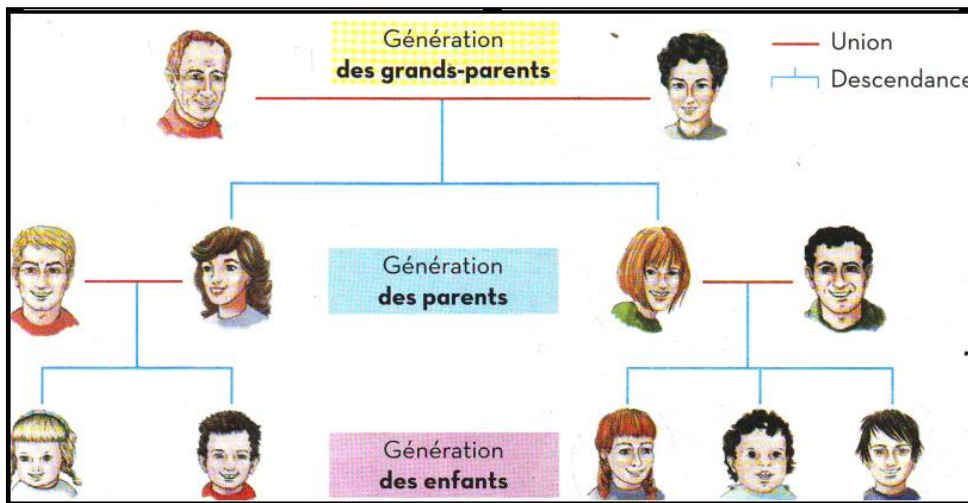 Génération
des grands-parents
Union
Descendance
Génération
des parents
Génération
des enfants